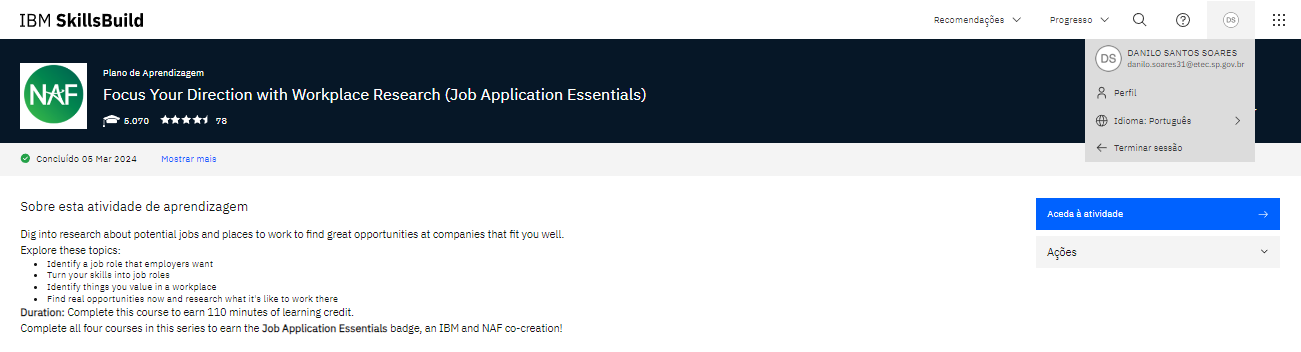 IBM SkillsBuild
Recomendações
Progresso
DS
DS
DANILO SANTOS SOARES
danilo.soares31@etec.sp.gov.br
Perfil
Idioma: Português
Terminar sessão
NAF
Plano de Aprendizagem
Focus Your Direction with Workplace Research (Job Application Essentials)
5.070
78
Concluído 05 Mar 2024
Mostrar mais
Sobre esta atividade de aprendizagem
Dig into research about potential jobs and places to work to find great opportunities at companies that fit you well.
Explore these topics:
• Identify a job role that employers want
• Turn your skills into job roles
• Identify things you value in a workplace
• Find real opportunities now and research what it's like to work there
Duration: Complete this course to earn 110 minutes of learning credit.
Complete all four courses in this series to earn the Job Application Essentials badge, an IBM and NAF co-creation!
Aceda à atividade
Ações